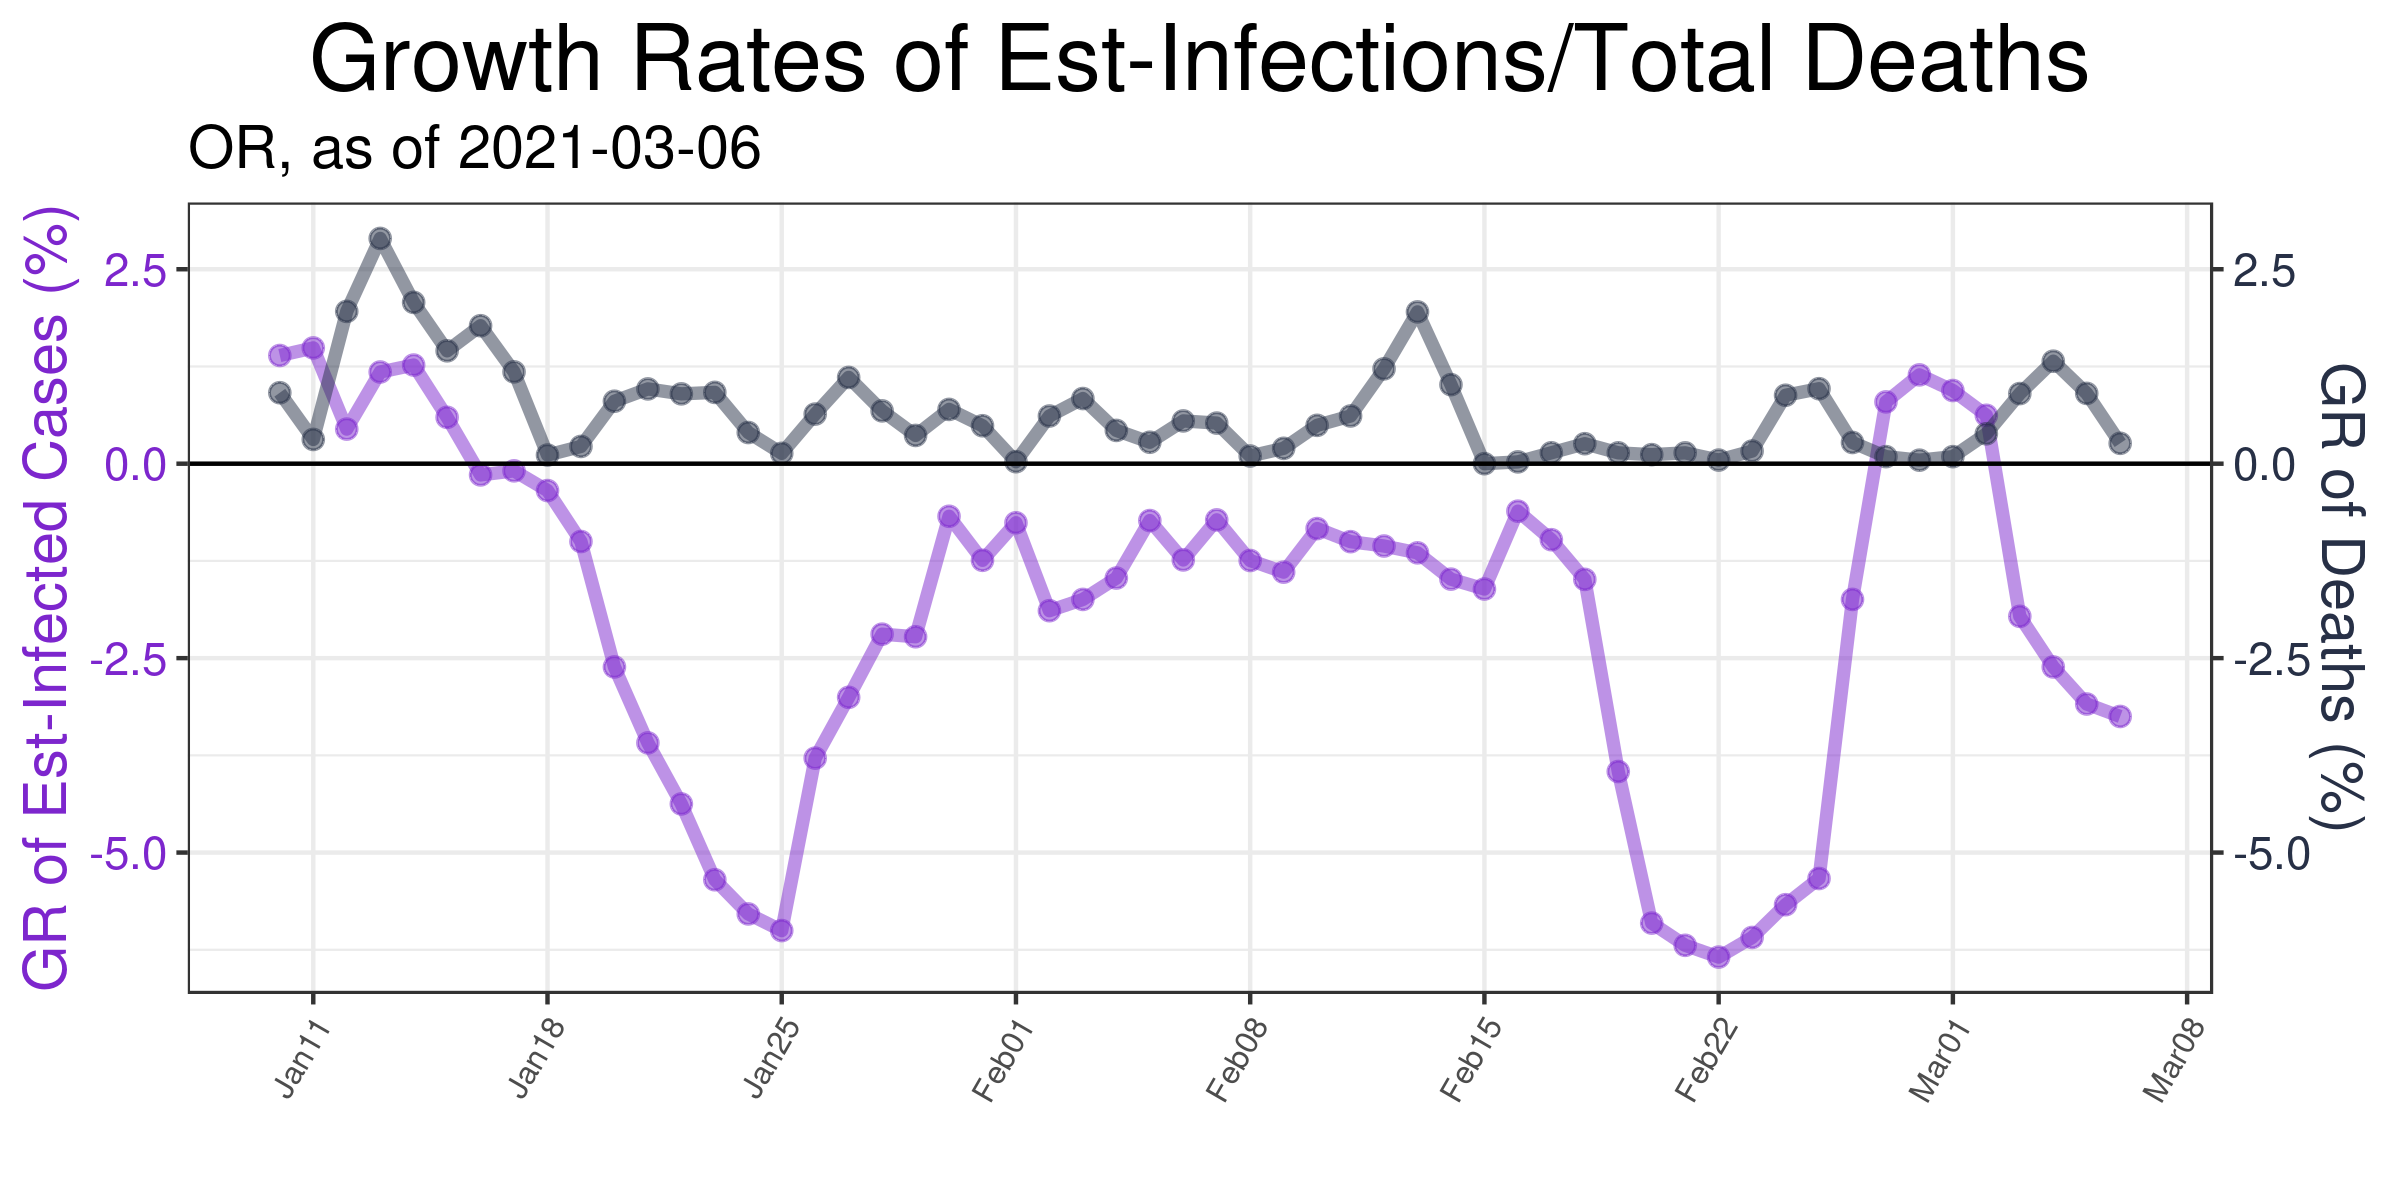 Growth Rates of Est-Infections/Total Deaths
OR, as of 2021-03-06
GR of Est-Infected Cases (%)
2.5
0.0
-2.5
-5.0
2.5
0.0
-2.5
-5.0
GR of Deaths (%)
Jan11
Jan18
Jan25
Feb01
Feb08
Feb15
Feb22
Mar01
Mar08